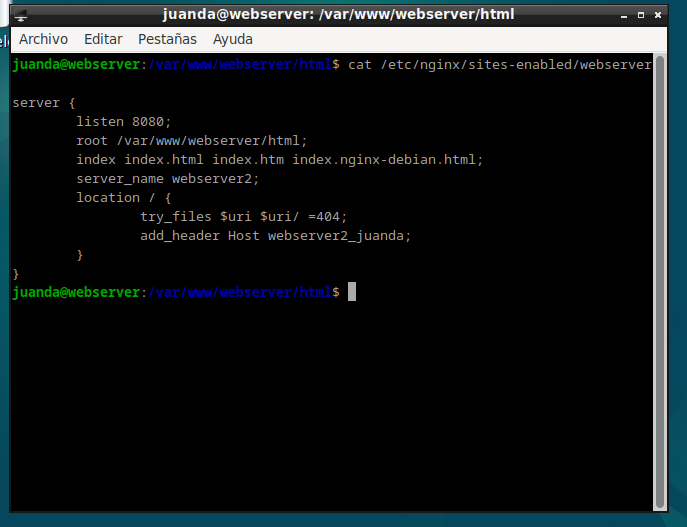 juanda@webserver: /var/www/webserver/html
Archivo Editar Pestañas Ayuda
juanda@webserver:/var/www/webserver/html$ cat /etc/nginx/sites-enabled/webserver
server {
listen 8080;
root /var/www/webserver/html;
index index.html index.htm index.nginx-debian.html;
server_name webserver2;
location / {
try_files $uri $uri/ =404;
add_header Host webserver2_juanda;
}
}
juanda@webserver:/var/www/webserver/html$